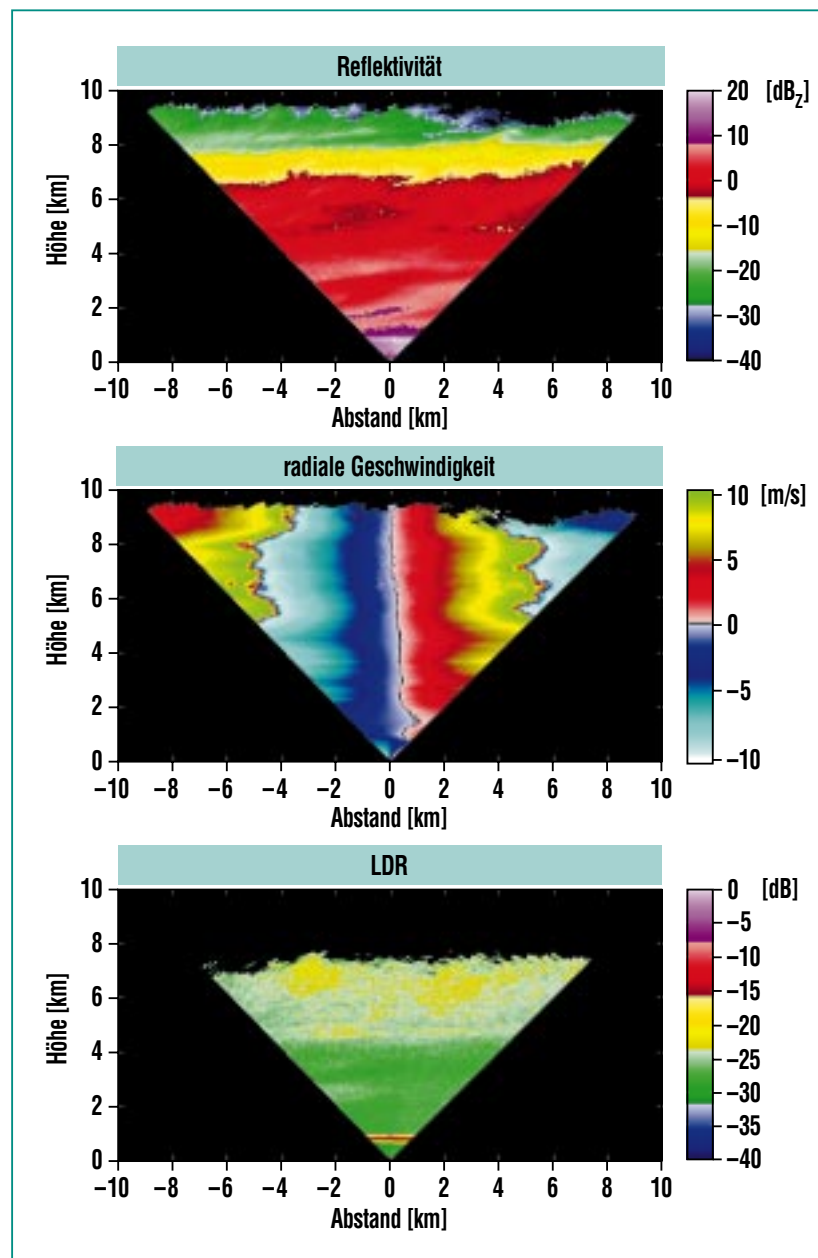 Reflektivität
10
8
6
4
2
0
Höhe [km]
−10 −8 −6 −4 −2 0 2 4 6 8 10
Abstand [km]
20 [dBZ]
10
0
−10
−20
−30
−40
radiale Geschwindigkeit
10
8
6
4
2
0
Höhe [km]
−10 −8 −6 −4 −2 0 2 4 6 8 10
Abstand [km]
10 [m/s]
5
0
−5
−10
LDR
10
8
6
4
2
0
Höhe [km]
−10 −8 −6 −4 −2 0 2 4 6 8 10
Abstand [km]
0 [dB]
−5
−10
−15
−20
−25
−30
−35
−40